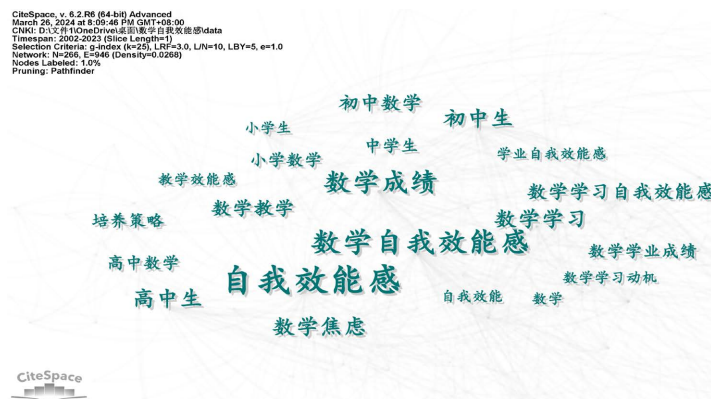 CiteSpace, v. 6.2.R6 (64-bit) Advanced
March 26, 2024 at 8:09:46 PM GMT+08:00
CNKI: D:\文件1\OneDrive\桌面\数学自我效能感\data
Timespan: 2002-2023 (Slice Length=1)
Selection Criteria: g-index (k=25), LRF=3.0, L/N=10, LBY=5, e=1.0
Network: N=266, E=946 (Density=0.0268)
Nodes Labeled: 1.0%
Pruning: Pathfinder
初中数学
初中生
小学生
中学生
学业自我效能感
小学数学
教学效能感
数学成绩
数学学习自我效能感
数学教学
数学学习
培养策略
数学自我效能感
数学学业成绩
高中数学
自我效能感
数学学习动机
高中生
自我效能
数学
数学焦虑
CiteSpace